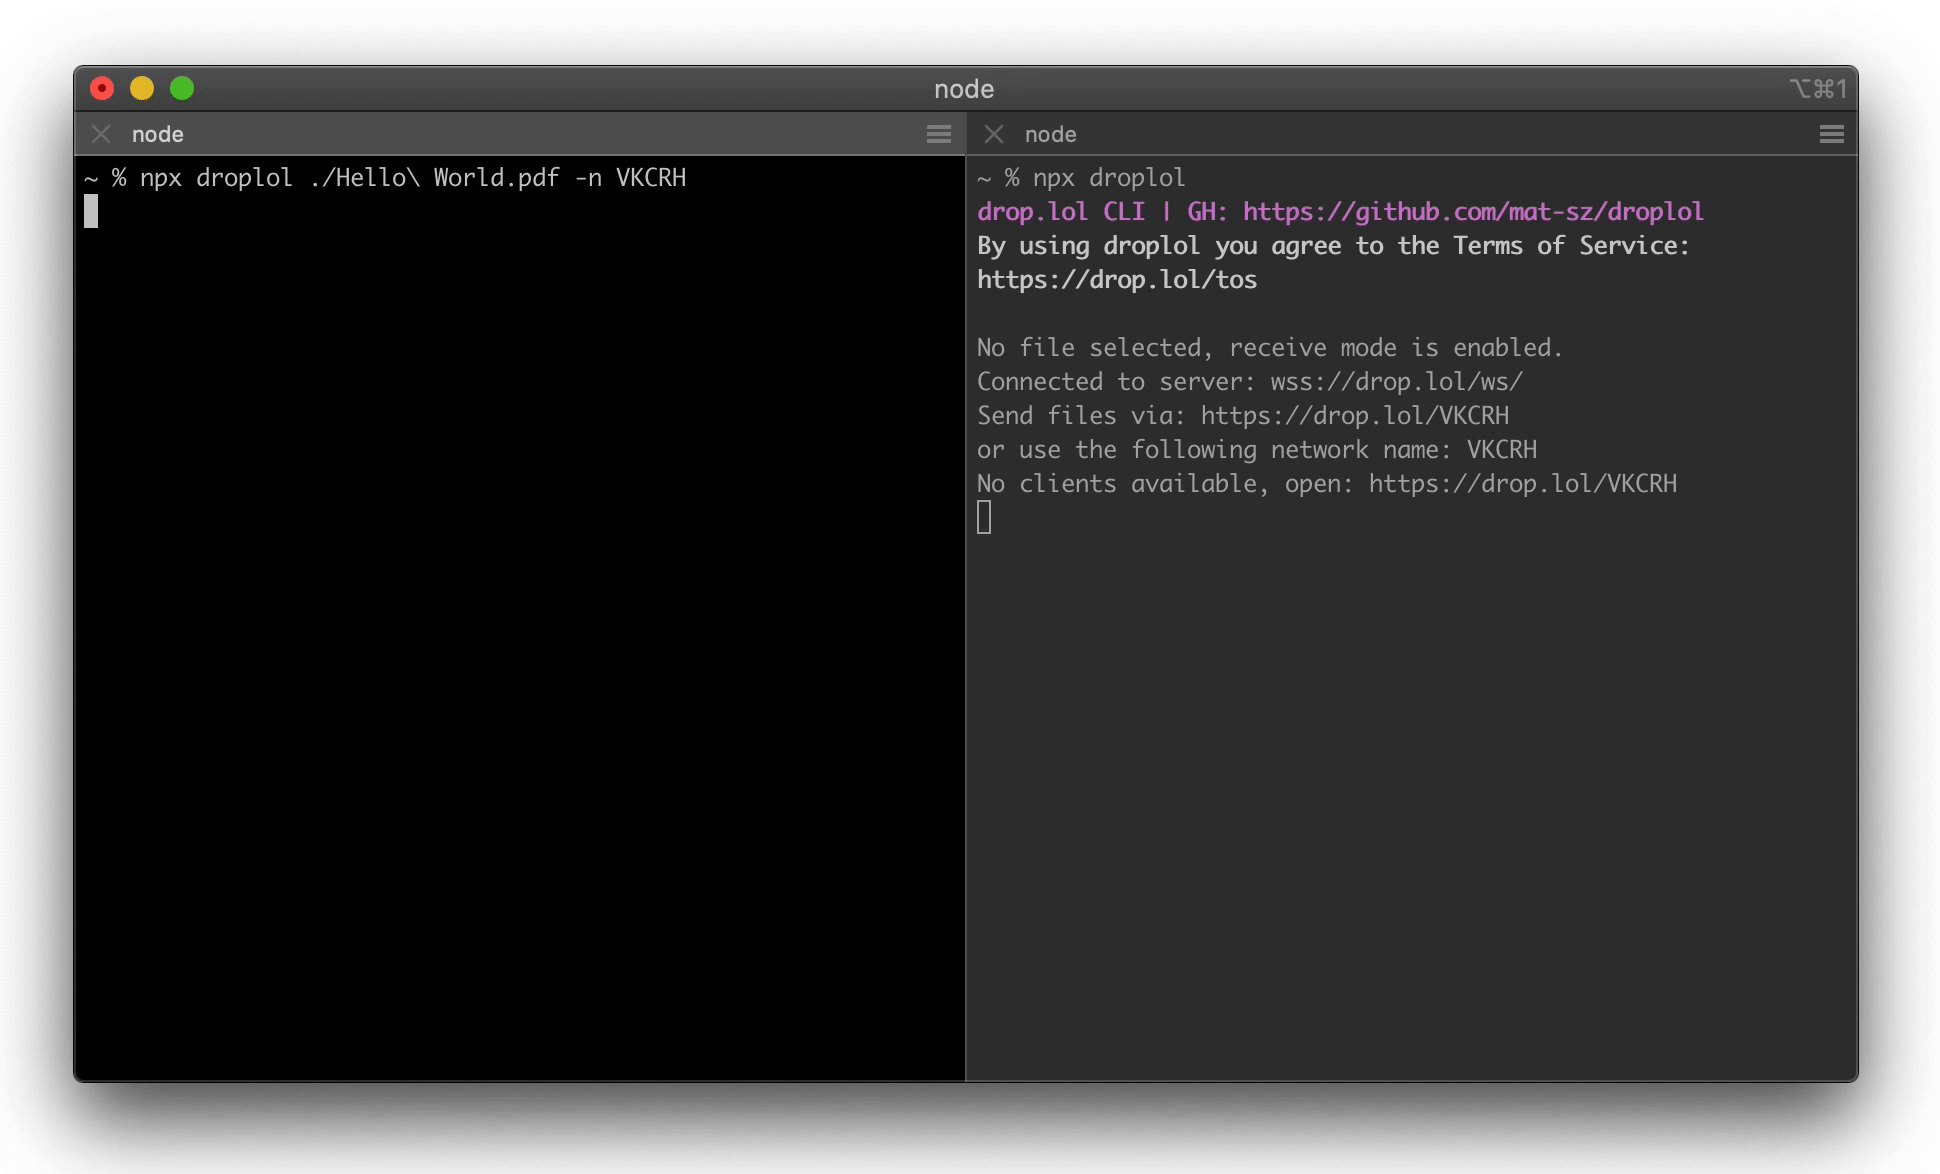 node
⌥⌘1
node
~ % npx droplol ./Hello\ World.pdf -n VKCRH
node
~ % npx droplol
drop.lol CLI | GH: https://github.com/mat-sz/droplol
By using droplol you agree to the Terms of Service:
https://drop.lol/tos
No file selected, receive mode is enabled.
Connected to server: wss://drop.lol/ws/
Send files via: https://drop.lol/VKCRH
or use the following network name: VKCRH
No clients available, open: https://drop.lol/VKCRH